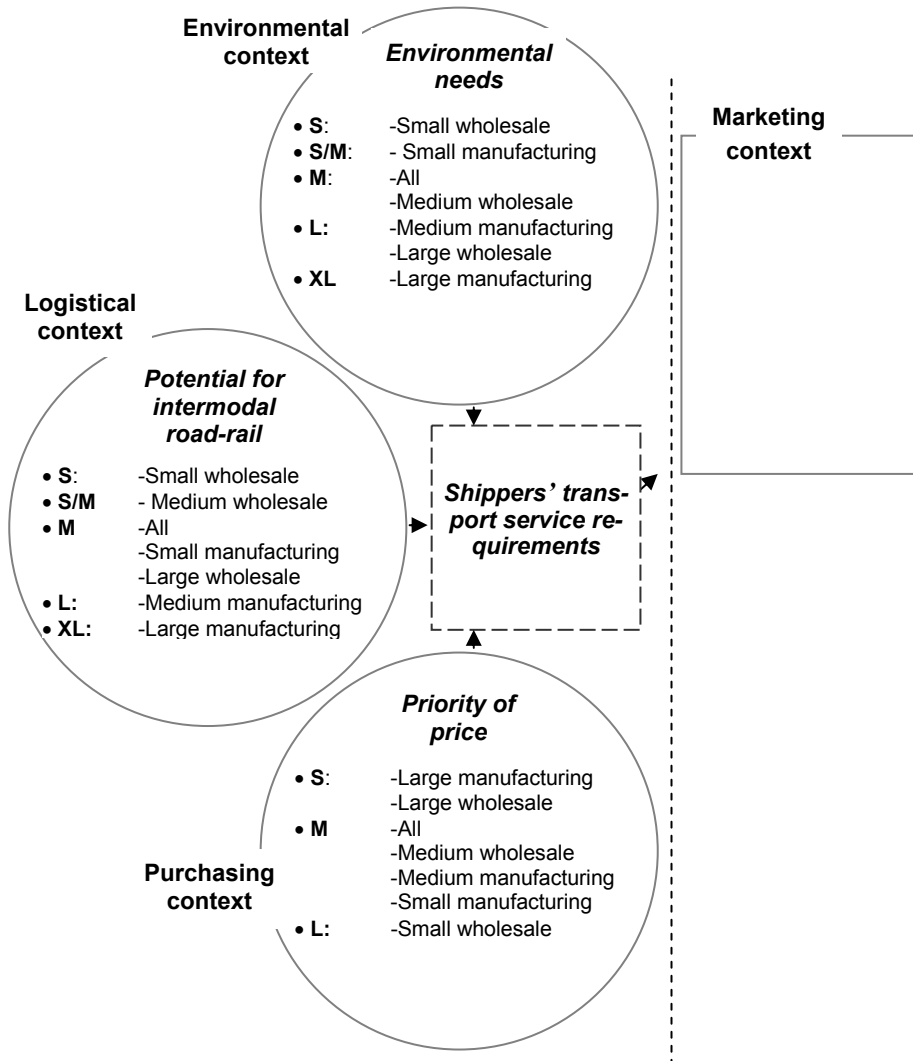 Environmental
context
Environmental
needs
• S: -Small wholesale
• S/M: - Small manufacturing
• M: -All
-Medium wholesale
• L: -Medium manufacturing
-Large wholesale
• XL -Large manufacturing
Marketing
context
Logistical
context
Potential for
intermodal
road-rail
• S: -Small wholesale
• S/M - Medium wholesale
• M -All
-Small manufacturing
-Large wholesale
• L: -Medium manufacturing
• XL: -Large manufacturing
Shippers’ trans-
port service re-
quirements
Priority of
price
• S: -Large manufacturing
-Large wholesale
• M -All
-Medium wholesale
-Medium manufacturing
-Small manufacturing
• L: -Small wholesale
Purchasing
context